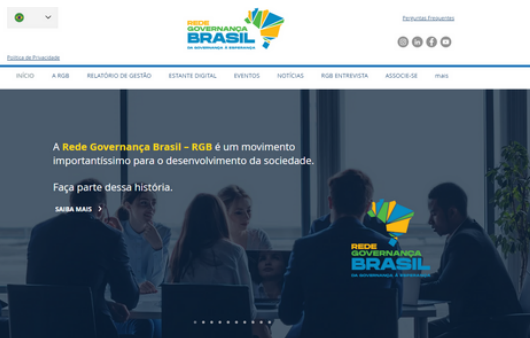 Perguntas Frequentes
REDE
GOVERNANÇA
BRASIL
DA GOVERNANÇA À ESPERANÇA
Política de Privacidade
INÍCIO A RGB RELATÓRIO DE GESTÃO ESTANTE DIGITAL EVENTOS NOTÍCIAS RGB ENTREVISTA ASSOCIE-SE mais
A Rede Governança Brasil – RGB é um movimento
importantíssimo para o desenvolvimento da sociedade.
Faça parte dessa história.
SAIBA MAIS >
REDE
GOVERNANÇA
BRASIL
DA GOVERNANÇA À ESPERANÇA